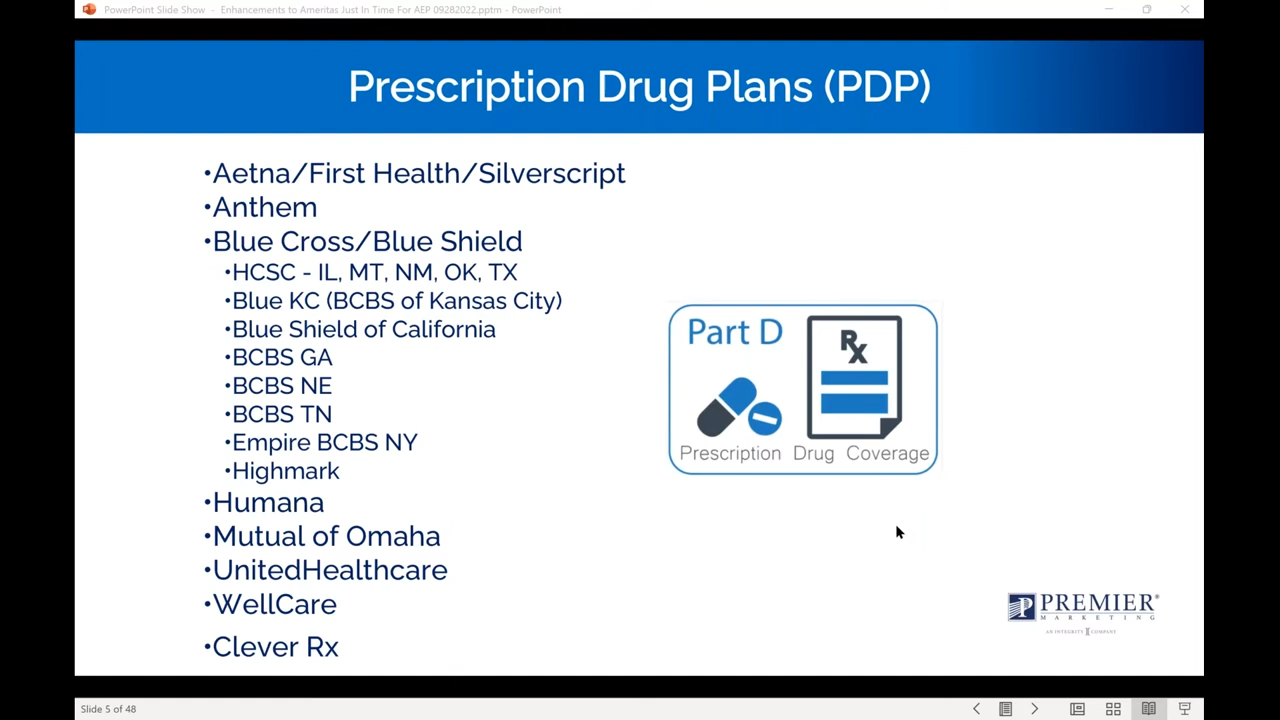 PowerPoint Slide Show - Enhancements to Ameritas Just In Time For AEP 09282022.pptm - PowerPoint
Prescription Drug Plans (PDP)
•Aetna/First Health/Silverscript
•Anthem
•Blue Cross/Blue Shield
•HCSC - IL, MT, NM, OK, TX
•Blue KC (BCBS of Kansas City)
•Blue Shield of California
•BCBS GA
•BCBS NE
•BCBS TN
•Empire BCBS NY
•Highmark
•Humana
•Mutual of Omaha
•UnitedHealthcare
•WellCare
•Clever Rx
Part D
Rx
Prescription Drug Coverage
PREMIER®
MARKETING
AN INTEGRITY COMPANY
Slide 5 of 48